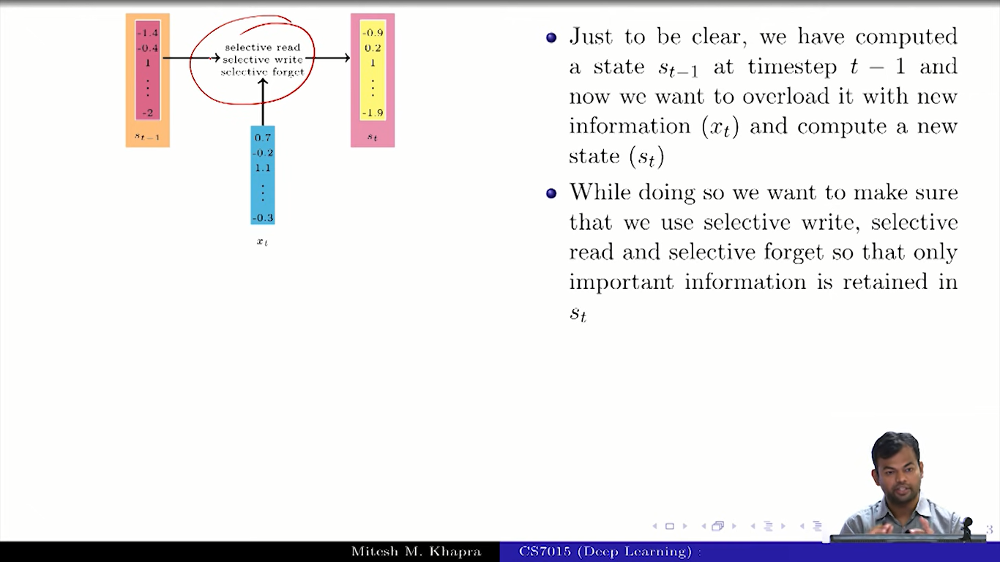 -1.4
-0.4
1
⋮
-2
s_{t-1}
selective read
selective write
selective forget
-0.9
0.2
1
⋮
-1.9
s_t
0.7
-0.2
1.1
⋮
-0.3
x_t
Just to be clear, we have computed
a state s_{t-1} at timestep t − 1 and
now we want to overload it with new
information (x_t) and compute a new
state (s_t)
While doing so we want to make sure
that we use selective write, selective
read and selective forget so that only
important information is retained in
s_t
3
Mitesh M. Khapra
CS7015 (Deep Learning) :